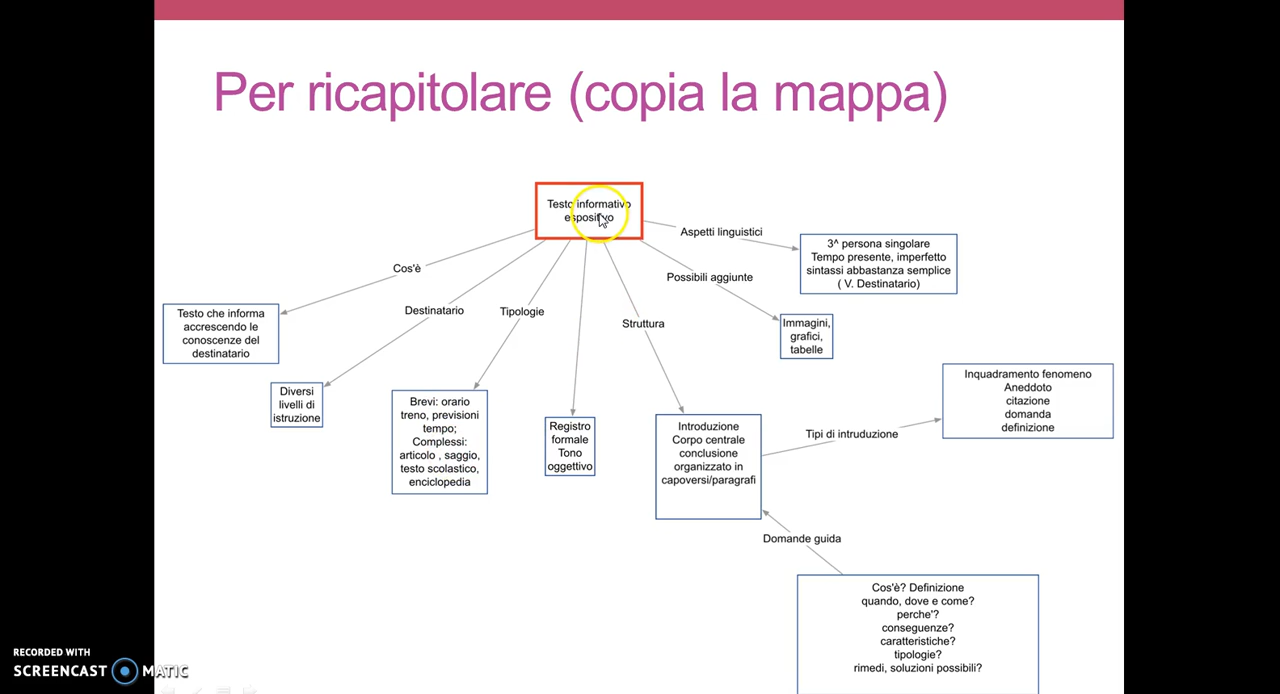 Per ricapitolare (copia la mappa)
Testo informativo
espositivo
Aspetti linguistici
3^ persona singolare
Tempo presente, imperfetto
sintassi abbastanza semplice
( V. Destinatario)
Possibili aggiunte
Immagini,
grafici,
tabelle
Cos'è
Testo che informa
accrescendo le
conoscenze del
destinatario
Destinatario
Diversi
livelli di
istruzione
Tipologie
Brevi: orario
treno, previsioni
tempo;
Complessi:
articolo , saggio,
testo scolastico,
enciclopedia
Registro
formale
Tono
oggettivo
Struttura
Introduzione
Corpo centrale
conclusione
organizzato in
capoversi/paragrafi
Tipi di intruduzione
Inquadramento fenomeno
Aneddoto
citazione
domanda
definizione
Domande guida
Cos'è? Definizione
quando, dove e come?
perche'?
conseguenze?
caratteristiche?
tipologie?
rimedi, soluzioni possibili?
RECORDED WITH
SCREENCAST MATIC